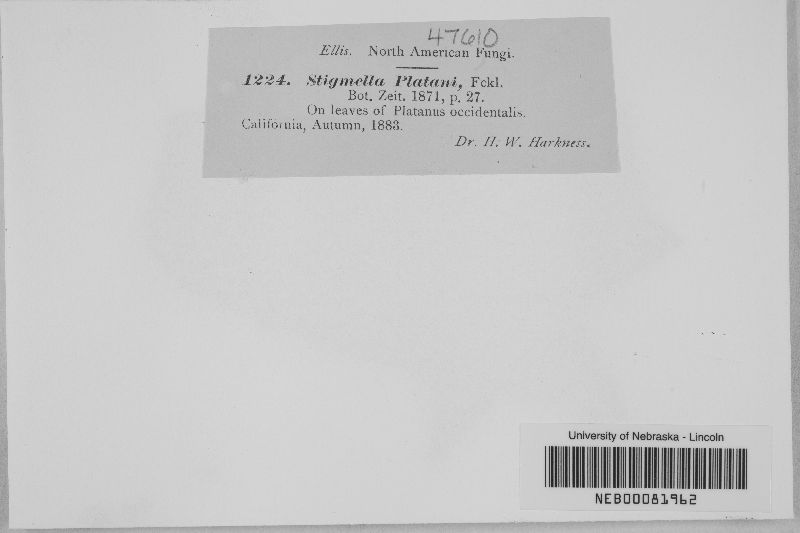 47610
Ellis. North American Fungi.
1224. Stigmella Platani, Fckl.
Bot. Zeit. 1871, p. 27.
On leaves of Platanus occidentalis.
California, Autumn, 1883.
Dr. H. W. Harkness.
University of Nebraska - Lincoln
NEB00081962